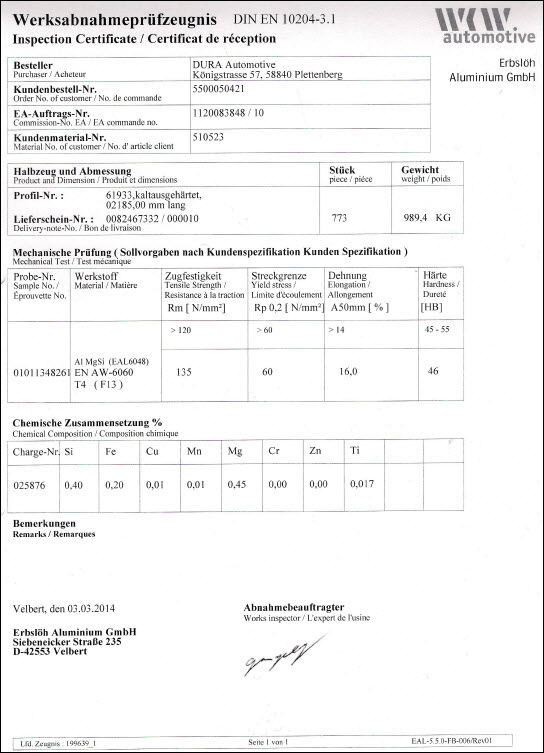 Werksabnahmeprüfzeugnis DIN EN 10204-3.1
Inspection Certificate / Certificat de réception
WKW
automotive
Erbslöh
Aluminium GmbH
Besteller
Purchaser / Acheteur
DURA Automotive
Königstrasse 57, 58840 Plettenberg
Kundenbestell-Nr.
Order No. of customer / No. de commande
5500050421
EA-Auftrags-Nr.
Commission-No. EA / EA commande no.
1120083848 / 10
Kundenmaterial-Nr.
Material No. of customer / No. d' article client
510523
Halbzeug und Abmessung
Product and Dimension / Produit et dimensions
Stück
piece / pièce
Gewicht
weight / poids
Profil-Nr. : 61933,kaltausgehärtet,
02185,00 mm lang
Lieferschein-Nr. : 0082467332 / 000010
Delivery-note-No. / Bon de livraison
773
989,4 KG
Mechanische Prüfung ( Sollvorgaben nach Kundenspezifikation Kunden Spezifikation )
Mechanical Test / Test mécanique
Probe-Nr.
Sample No. /
Éprouvette No.
Werkstoff
Material / Matière
Zugfestigkeit
Tensile Strength /
Resistance à la traction
Rm [ N/mm²]
Streckgrenze
Yield stress /
Limite d'écoulement
Rp 0,2 [ N/mm²]
Dehnung
Elongation /
Allongement
A50mm [ % ]
Härte
Hardness /
Dureté
[HB]
> 120
> 60
> 14
45 - 55
01011348261
Al MgSi (EAL6048)
EN AW-6060
T4 ( F13 )
135
60
16,0
46
Chemische Zusammensetzung %
Chemical Composition / Composition chimique
Charge-Nr. Si Fe Cu Mn Mg Cr Zn Ti
025876 0,40 0,20 0,01 0,01 0,45 0,00 0,00 0,017
Bemerkungen
Remarks / Remarques
Velbert, den 03.03.2014
Erbslöh Aluminium GmbH
Siebeneicker Straße 235
D-42553 Velbert
Abnahmebeauftragter
Works inspector / L'expert de l'usine
Lfd. Zeugnis : 199639_1
Seite 1 von 1
EAL-5.5.0-FB-006/Rev01